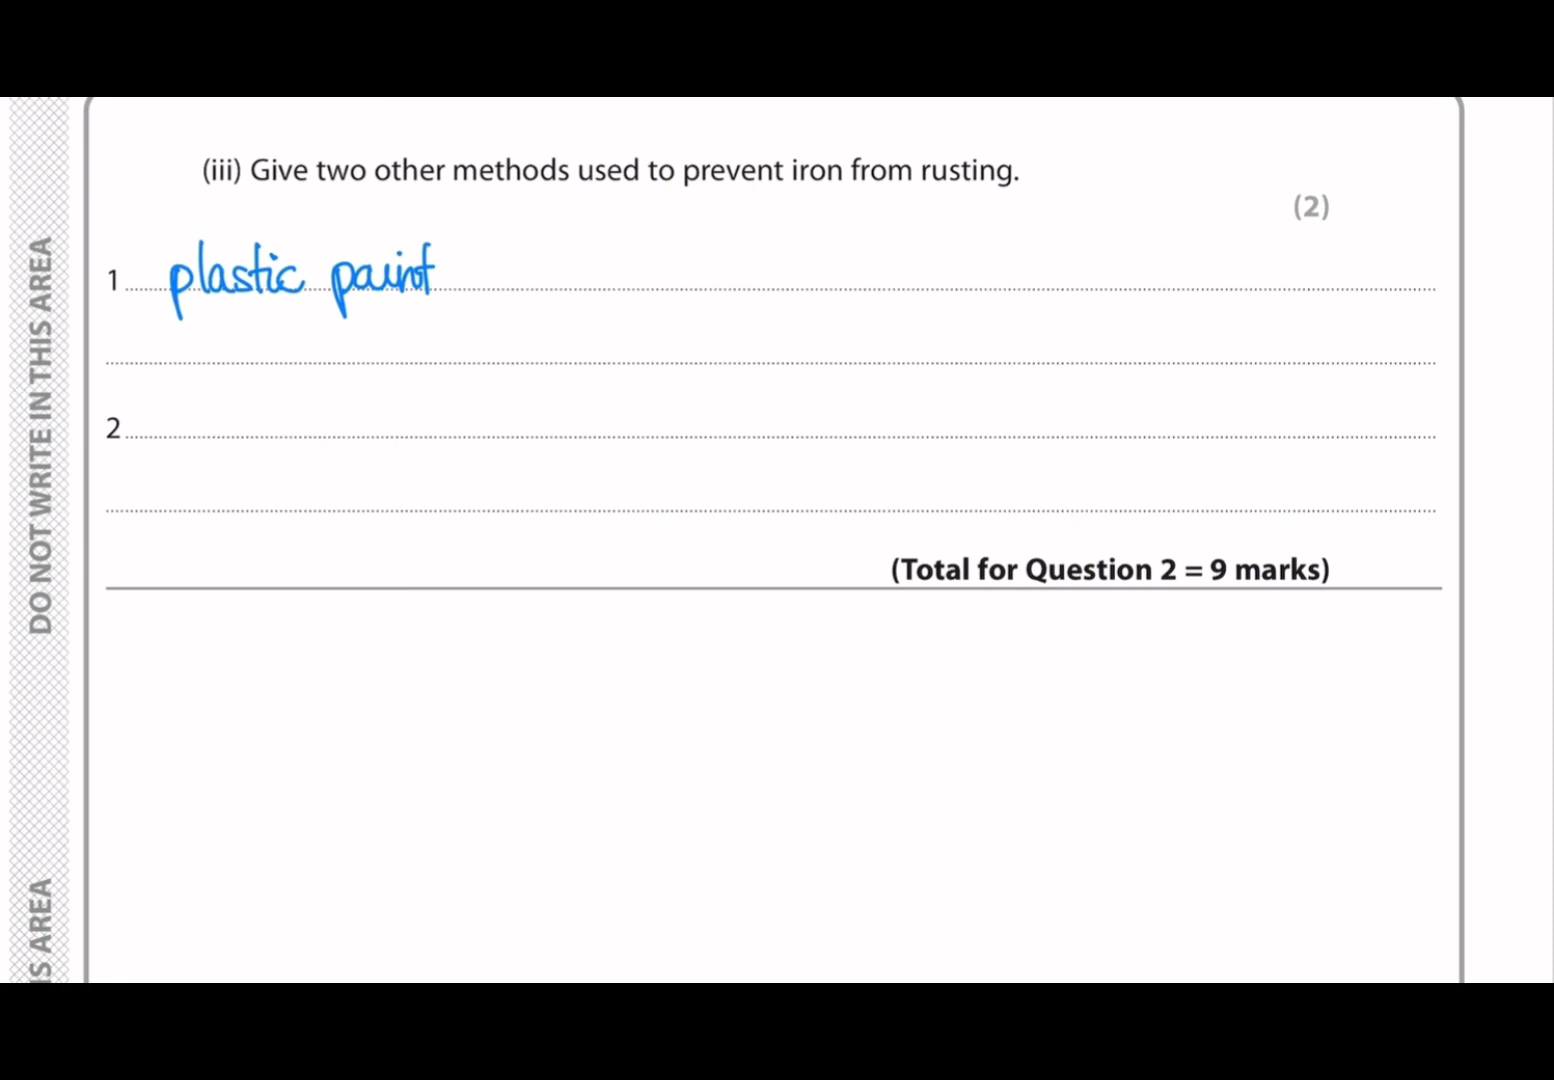 (iii) Give two other methods used to prevent iron from rusting.
(2)
1 plastic paint
2
(Total for Question 2 = 9 marks)
DO NOT WRITE IN THIS AREA
IS AREA